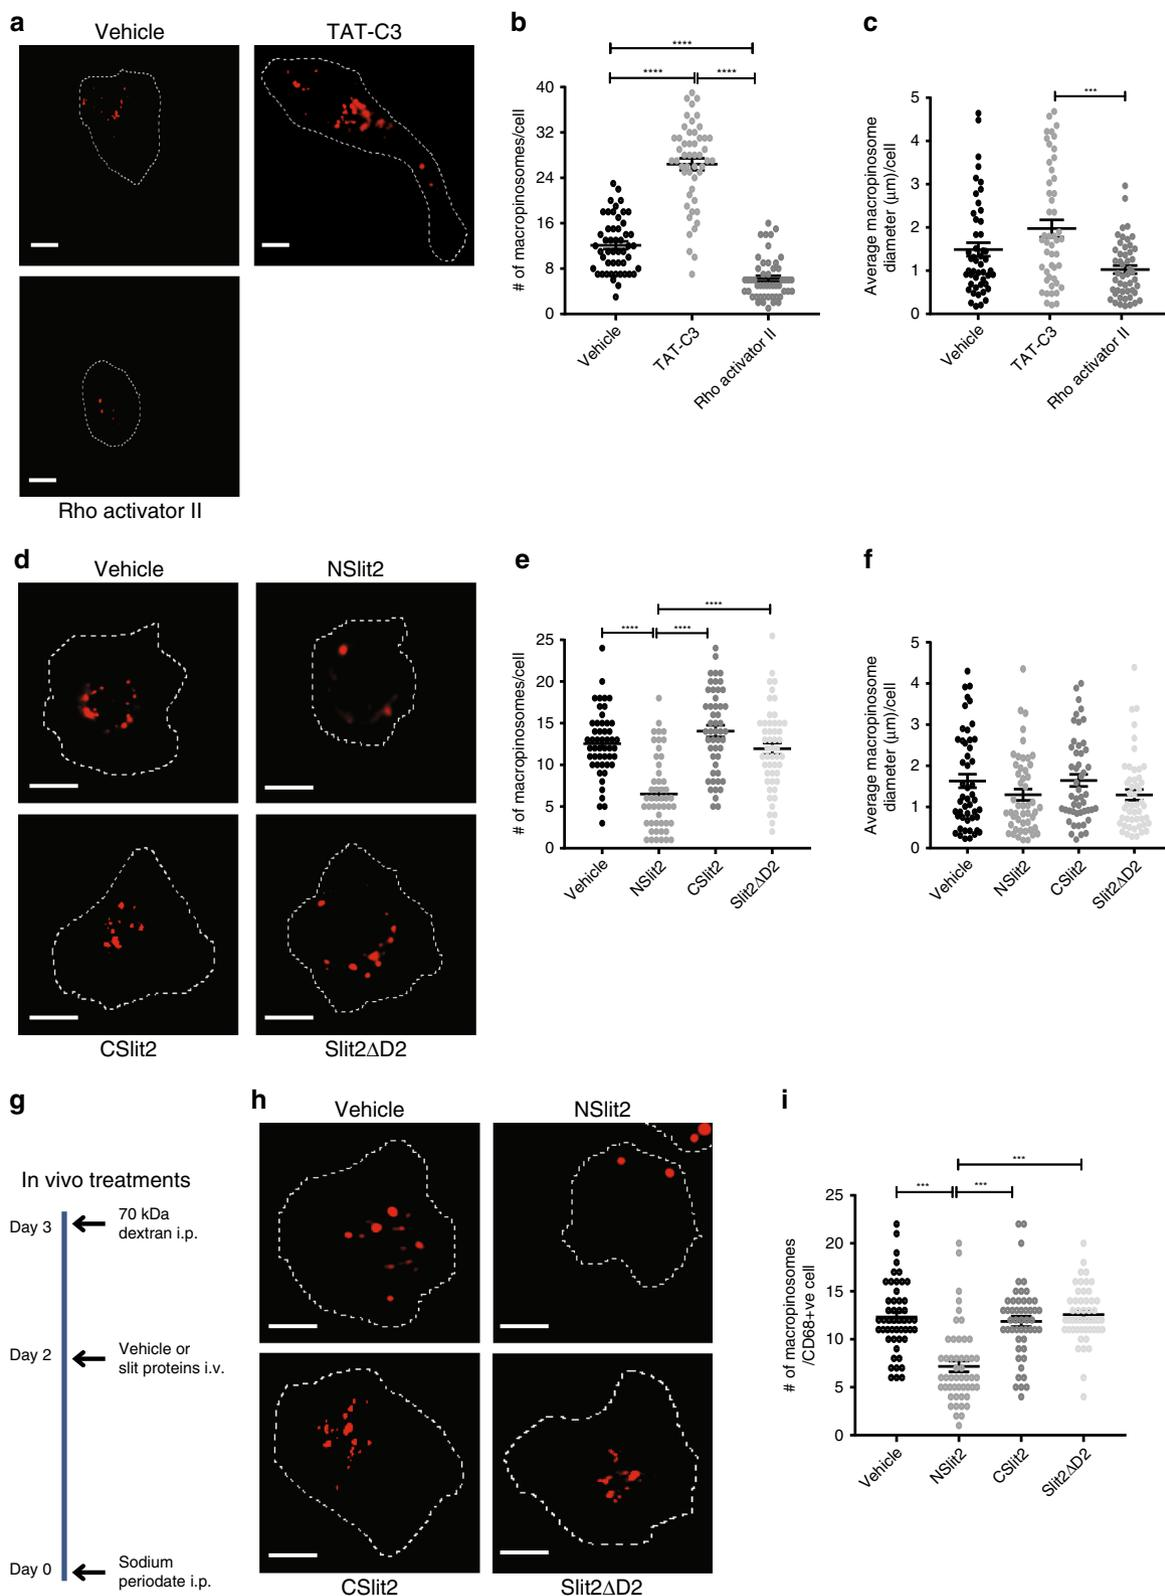 a
Vehicle
TAT-C3
Rho activator II
b
****
**** ****
# of macropinosomes/cell
40
32
24
16
8
0
Vehicle
TAT-C3
Rho activator II
c
***
Average macropinosome
diameter (μm)/cell
5
4
3
2
1
0
Vehicle
TAT-C3
Rho activator II
d
Vehicle
NSlit2
CSlit2
Slit2ΔD2
e
****
**** ****
# of macropinosomes/cell
25
20
15
10
5
0
Vehicle
NSlit2
CSlit2
Slit2ΔD2
f
Average macropinosome
diameter (μm)/cell
5
4
3
2
1
0
Vehicle
NSlit2
CSlit2
Slit2ΔD2
g
In vivo treatments
Day 3
70 kDa
dextran i.p.
Day 2
Vehicle or
slit proteins i.v.
Day 0
Sodium
periodate i.p.
h
Vehicle
NSlit2
CSlit2
Slit2ΔD2
i
***
*** ***
# of macropinosomes
/CD68+ve cell
25
20
15
10
5
0
Vehicle
NSlit2
CSlit2
Slit2ΔD2